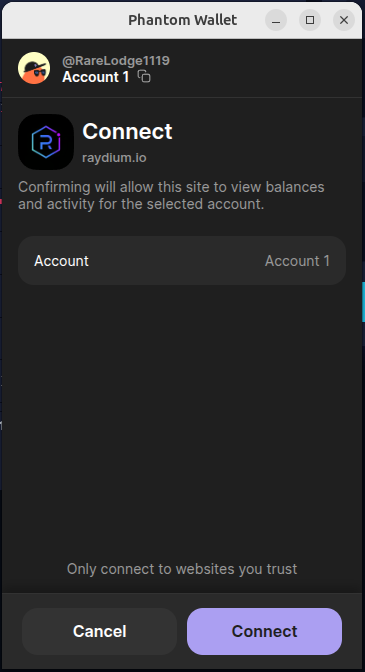 Phantom Wallet
@RareLodge1119
Account 1
Connect
raydium.io
Confirming will allow this site to view balances
and activity for the selected account.
Account
Account 1
Only connect to websites you trust
Cancel
Connect